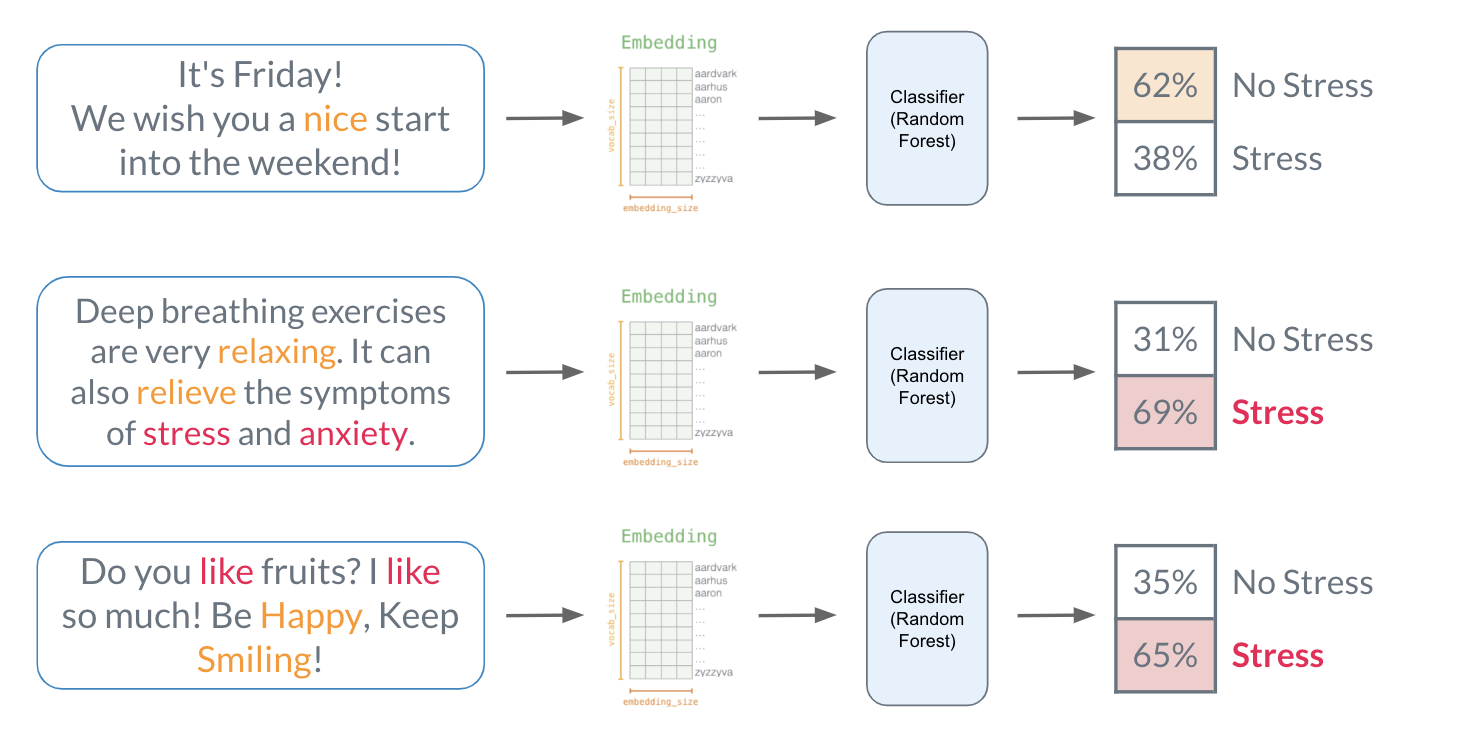 It's Friday!
We wish you a nice start
into the weekend!
Embedding
vocab_size
aardvark
aarhus
aaron
...
...
...
...
...
zyzzyva
embedding_size
Classifier
(Random
Forest)
62% No Stress
38% Stress
Deep breathing exercises
are very relaxing. It can
also relieve the symptoms
of stress and anxiety.
Embedding
vocab_size
aardvark
aarhus
aaron
...
...
...
...
...
zyzzyva
embedding_size
Classifier
(Random
Forest)
31% No Stress
69% Stress
Do you like fruits? I like
so much! Be Happy, Keep
Smiling!
Embedding
vocab_size
aardvark
aarhus
aaron
...
...
...
...
...
zyzzyva
embedding_size
Classifier
(Random
Forest)
35% No Stress
65% Stress